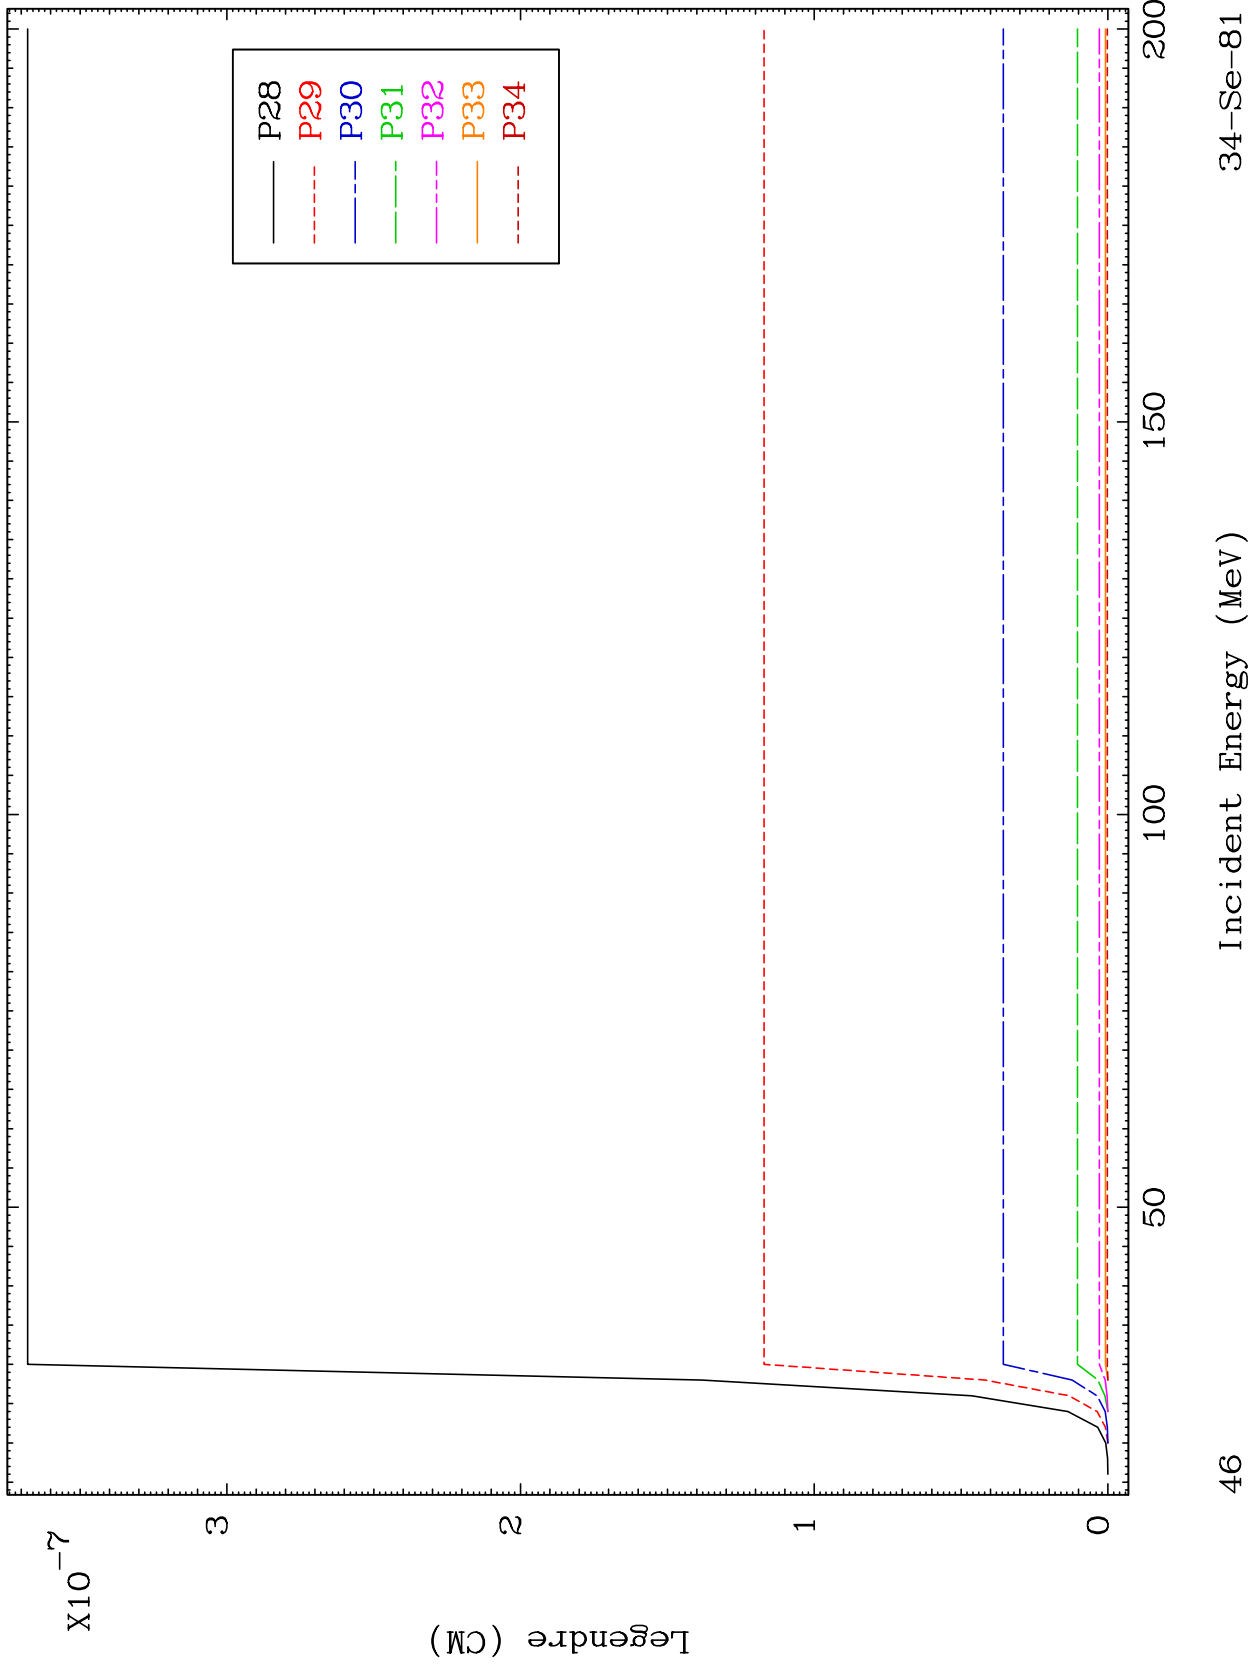 X10-7
3
2
1
0
Legendre (CM)
50
100
150
200
Incident Energy (MeV)
P28
P29
P30
P31
P32
P33
P34
46
34-Se-81